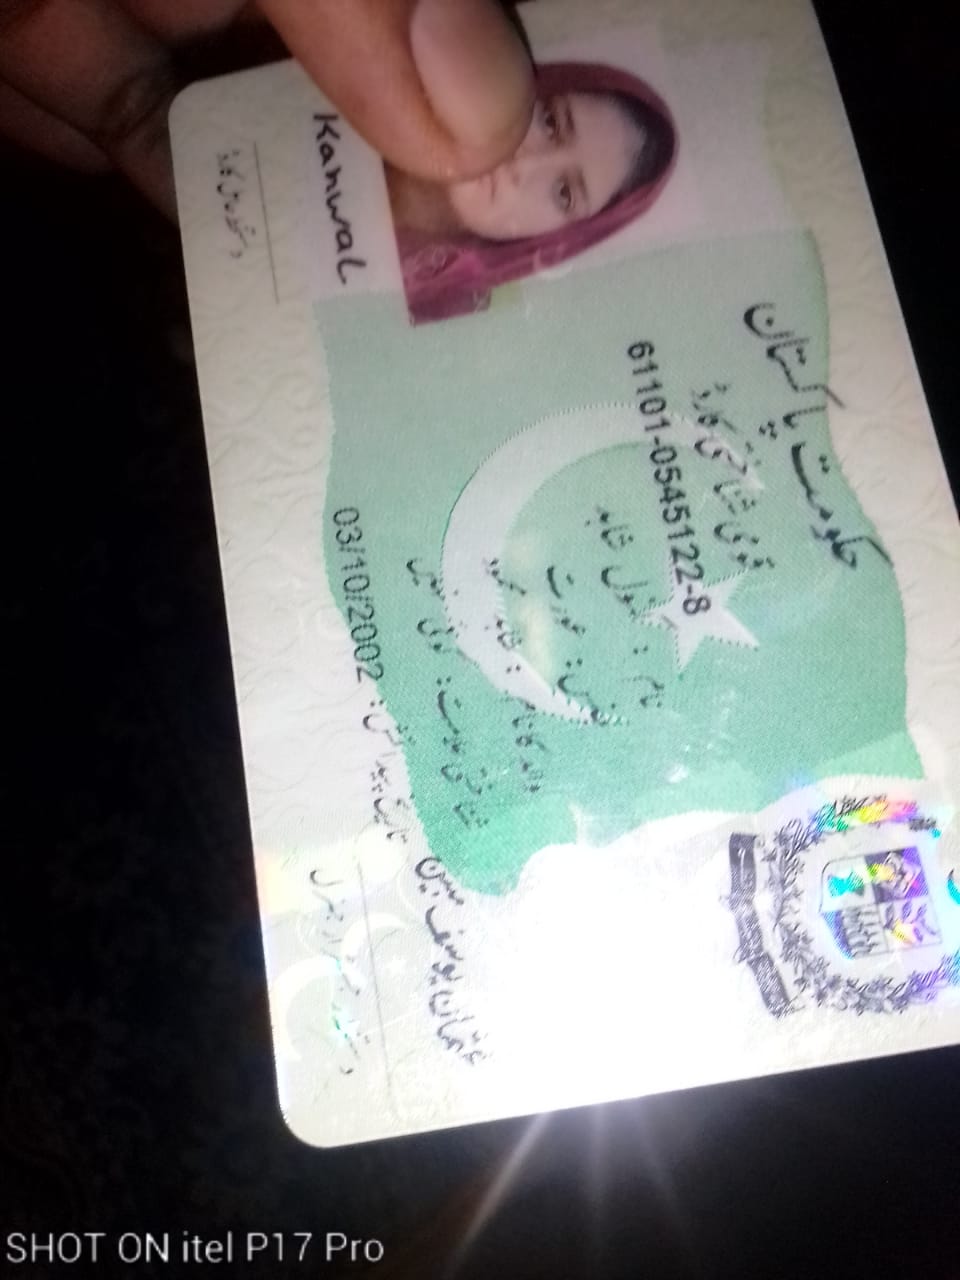 حکومت پاکستان
قومی شناختی کارڈ
61101-0545122-8
نام : کنول شاہد
جنس : عورت
والد کا نام : شاہد محمود
شناختی علامت : کوئی نہیں
تاریخ پیدائش : 03/10/2002
عثمان یوسف مبین
دستخط رجسٹرار جنرل
Kanwal
دستخط حامل کارڈ
SHOT ON itel P17 Pro